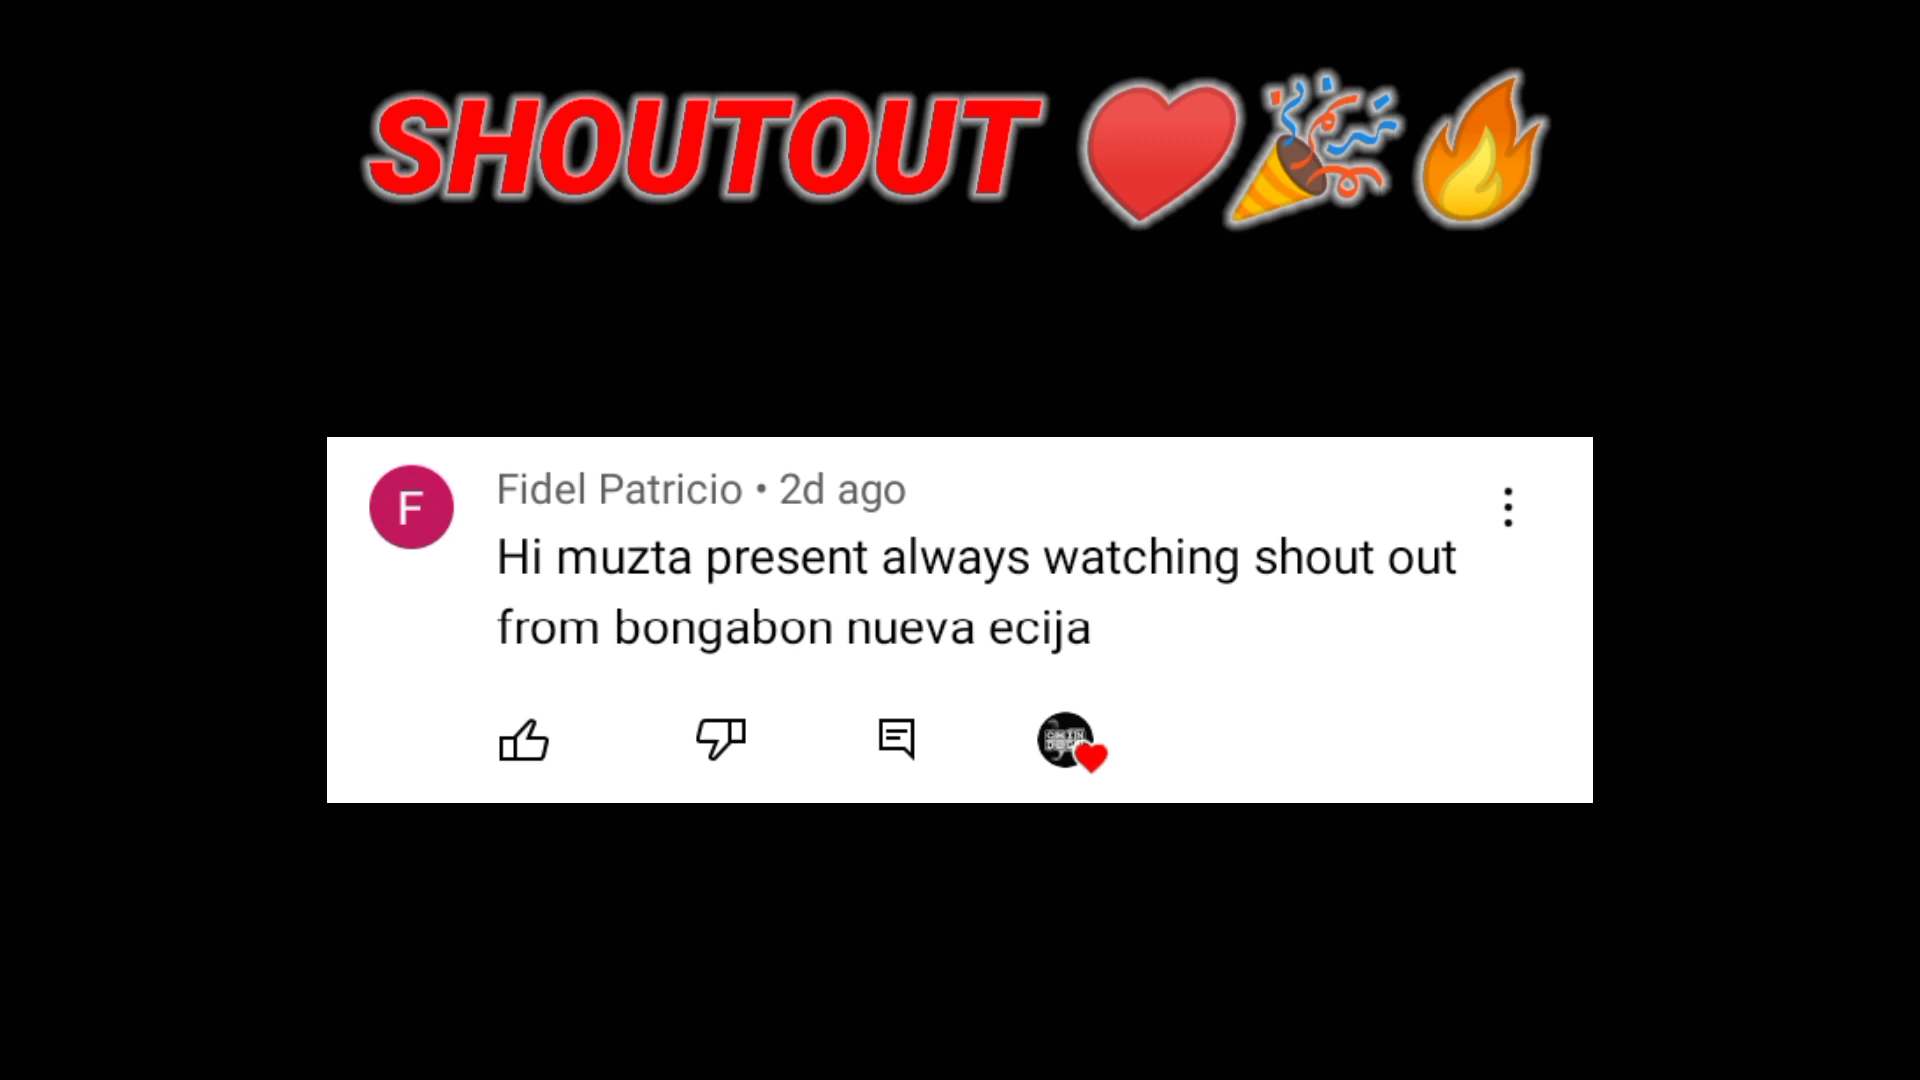 SHOUTOUT ❤️🎉🔥
F
Fidel Patricio • 2d ago
Hi muzta present always watching shout out
from bongabon nueva ecija